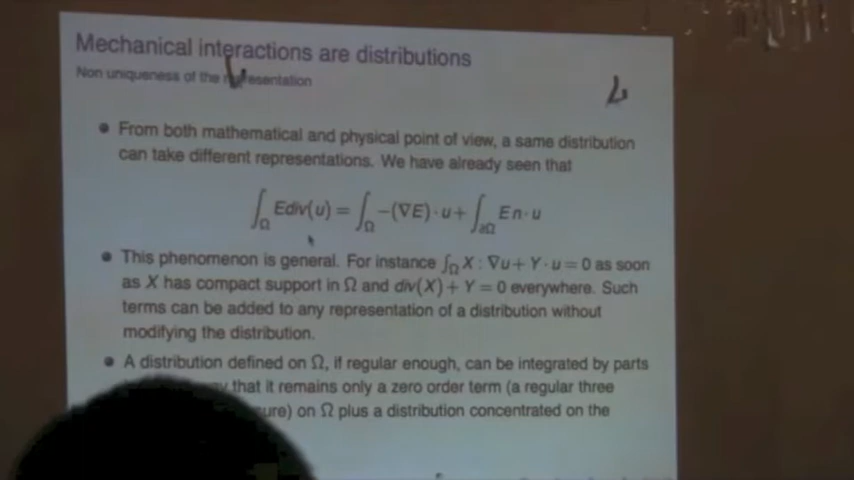 Mechanical interactions are distributions
Non uniqueness of the representation
• From both mathematical and physical point of view, a same distribution
can take different representations. We have already seen that
∫_Ω Ediv(u) = ∫_Ω −(∇E) · u + ∫_∂Ω En · u
• This phenomenon is general. For instance ∫_Ω X : ∇u + Y · u = 0 as soon
as X has compact support in Ω and div(X) + Y = 0 everywhere. Such
terms can be added to any representation of a distribution without
modifying the distribution.
• A distribution defined on Ω, if regular enough, can be integrated by parts
that it remains only a zero order term (a regular three
on Ω plus a distribution concentrated on the